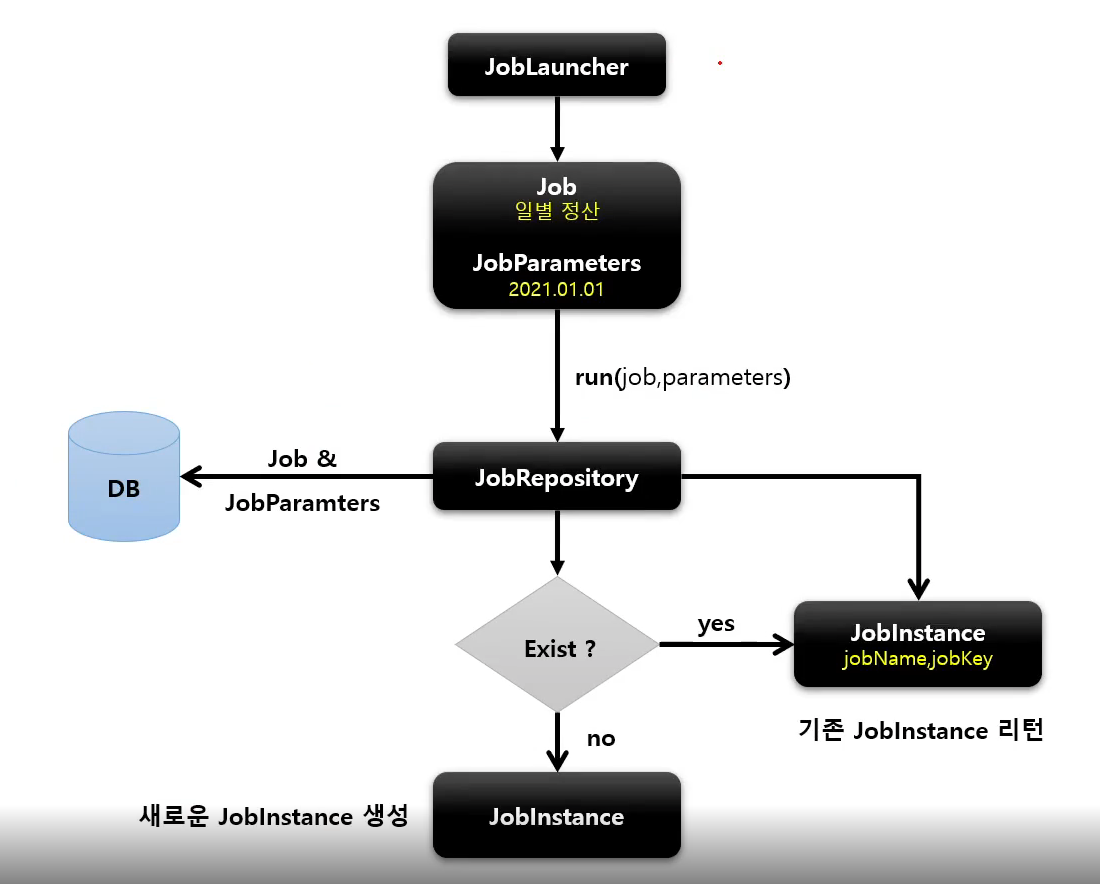 JobLauncher
Job
일별 정산
JobParameters
2021.01.01
run(job,parameters)
DB
Job &
JobParamters
JobRepository
Exist ?
yes
JobInstance
jobName,jobKey
기존 JobInstance 리턴
no
새로운 JobInstance 생성
JobInstance